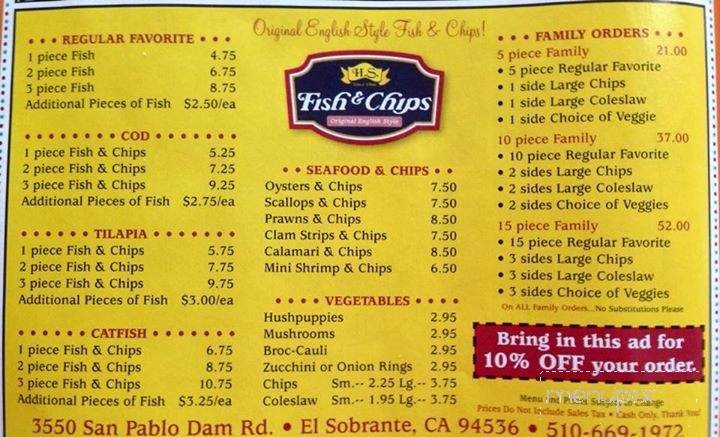 Original English Style Fish & Chips!
H.S.
Fish & Chips
Original English Style
REGULAR FAVORITE
1 piece Fish 4.75
2 piece Fish 6.75
3 piece Fish 8.75
Additional Pieces of Fish $2.50/ea
COD
1 piece Fish & Chips 5.25
2 piece Fish & Chips 7.25
3 piece Fish & Chips 9.25
Additional Pieces of Fish $2.75/ea
TILAPIA
1 piece Fish & Chips 5.75
2 piece Fish & Chips 7.75
3 piece Fish & Chips 9.75
Additional Pieces of Fish $3.00/ea
CATFISH
1 piece Fish & Chips 6.75
2 piece Fish & Chips 8.75
3 piece Fish & Chips 10.75
Additional Pieces of Fish $3.25/ea
SEAFOOD & CHIPS
Oysters & Chips 7.50
Scallops & Chips 7.50
Prawns & Chips 8.50
Clam Strips & Chips 7.50
Calamari & Chips 8.50
Mini Shrimp & Chips 6.50
VEGETABLES
Hushpuppies 2.95
Mushrooms 2.95
Broc-Cauli 2.95
Zucchini or Onion Rings 2.95
Chips Sm.-- 2.25 Lg.-- 3.75
Coleslaw Sm.-- 1.95 Lg.-- 3.75
FAMILY ORDERS
5 piece Family 21.00
• 5 piece Regular Favorite
• 1 side Large Chips
• 1 side Large Coleslaw
• 1 side Choice of Veggie
10 piece Family 37.00
• 10 piece Regular Favorite
• 2 sides Large Chips
• 2 sides Large Coleslaw
• 2 sides Choice of Veggies
15 piece Family 52.00
• 15 piece Regular Favorite
• 3 sides Large Chips
• 3 sides Large Coleslaw
• 3 sides Choice of Veggies
On ALL Family Orders...No Substitutions Please
Bring in this ad for
10% OFF your order.
menupix
Menu and Prices Subject to Change
Prices Do Not Include Sales Tax • Cash Only, Thank You!
3550 San Pablo Dam Rd. • El Sobrante, CA 94536 • 510-669-1972